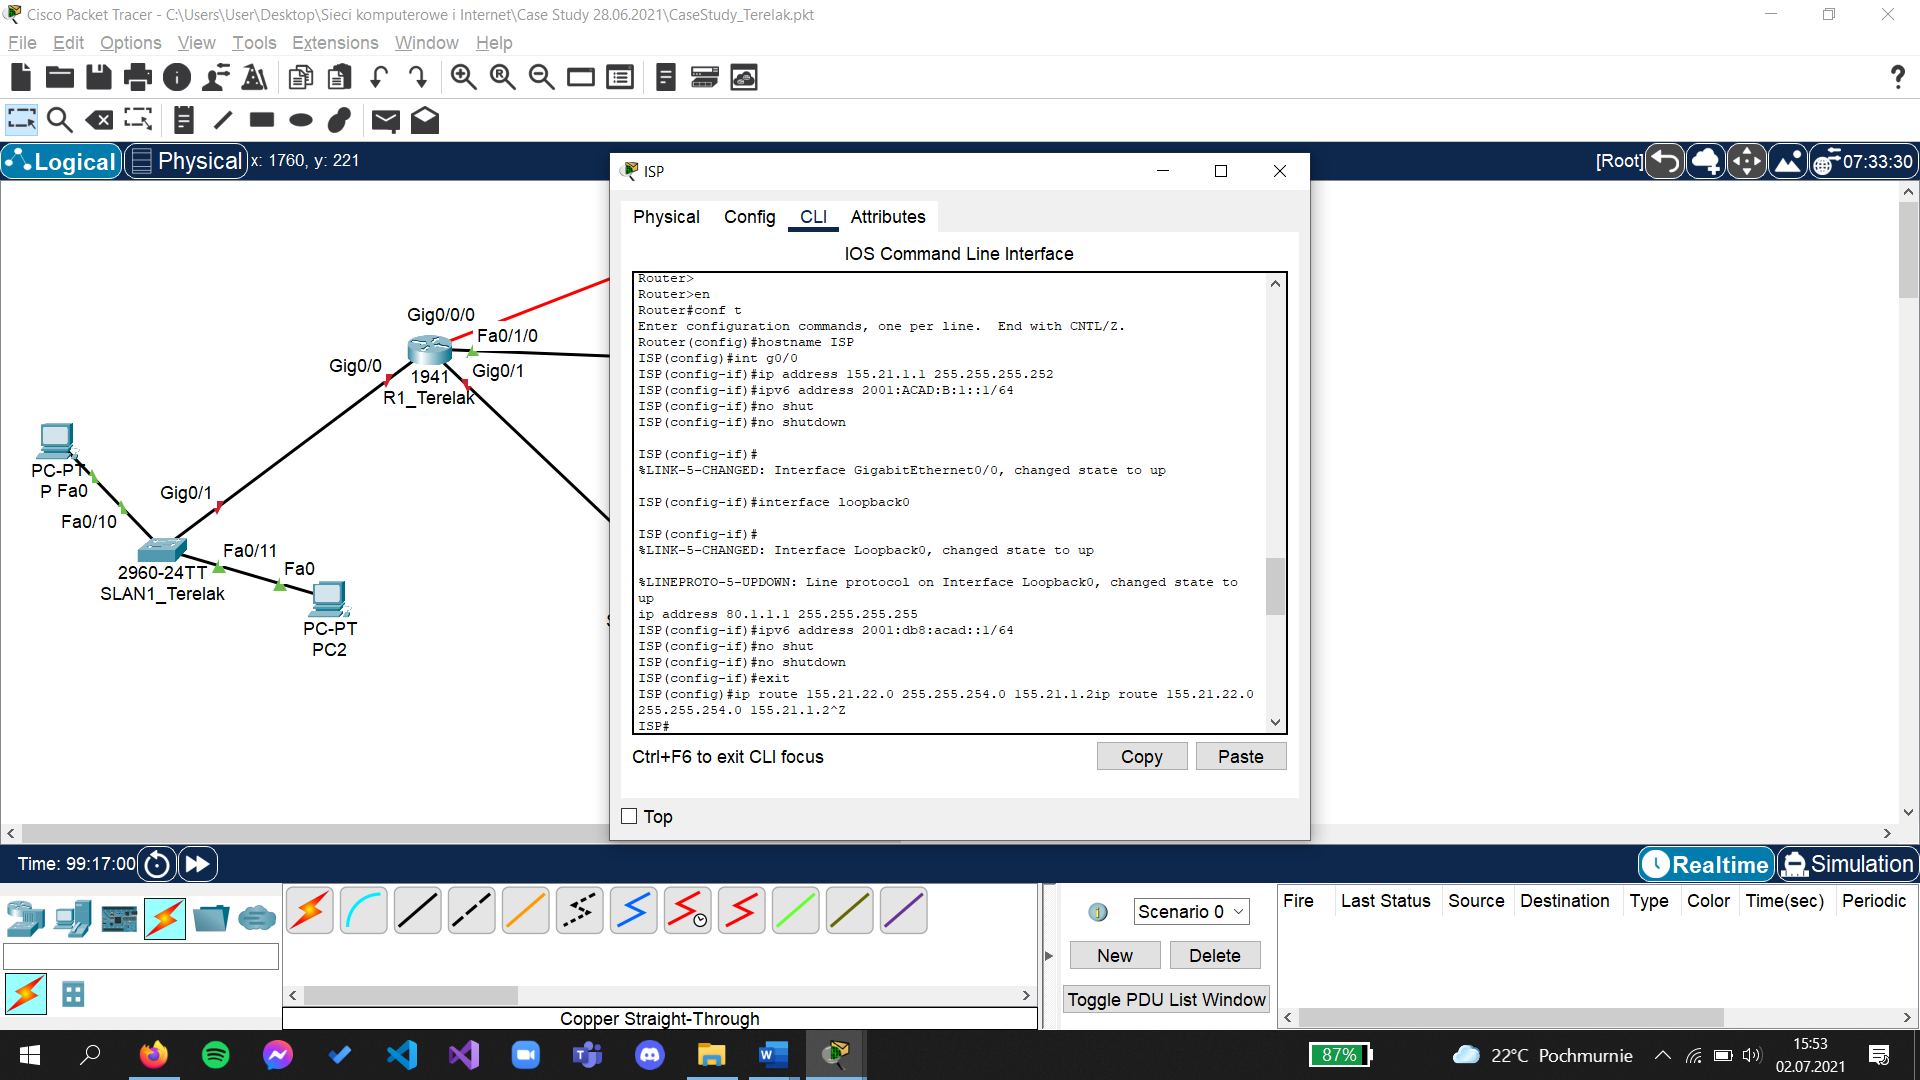 Cisco Packet Tracer - C:\Users\User\Desktop\Sieci komputerowe i Internet\Case Study 28.06.2021\CaseStudy_Terelak.pkt
File Edit Options View Tools Extensions Window Help
Logical Physical x: 1760, y: 221
[Root] 07:33:30
ISP
Physical Config CLI Attributes
IOS Command Line Interface
Router>
Router>en
Router#conf t
Enter configuration commands, one per line.  End with CNTL/Z.
Router(config)#hostname ISP
ISP(config)#int g0/0
ISP(config-if)#ip address 155.21.1.1 255.255.255.252
ISP(config-if)#ipv6 address 2001:ACAD:B:1::1/64
ISP(config-if)#no shut
ISP(config-if)#no shutdown
ISP(config-if)#
%LINK-5-CHANGED: Interface GigabitEthernet0/0, changed state to up
ISP(config-if)#interface loopback0
ISP(config-if)#
%LINK-5-CHANGED: Interface Loopback0, changed state to up
%LINEPROTO-5-UPDOWN: Line protocol on Interface Loopback0, changed state to
up
ip address 80.1.1.1 255.255.255.255
ISP(config-if)#ipv6 address 2001:db8:acad::1/64
ISP(config-if)#no shut
ISP(config-if)#no shutdown
ISP(config-if)#exit
ISP(config)#ip route 155.21.22.0 255.255.254.0 155.21.1.2ip route 155.21.22.0
255.255.254.0 155.21.1.2^Z
ISP#
Ctrl+F6 to exit CLI focus
Copy Paste
Top
Gig0/0/0
Fa0/1/0
Gig0/0
Gig0/1
1941
R1_Terelak
PC-PT
P Fa0
Gig0/1
Fa0/10
Fa0/11
2960-24TT
SLAN1_Terelak
Fa0
PC-PT
PC2
Time: 99:17:00
Realtime Simulation
Scenario 0
New Delete
Toggle PDU List Window
Fire Last Status Source Destination Type Color Time(sec) Periodic
Copper Straight-Through
87%
22°C Pochmurnie
15:53
02.07.2021